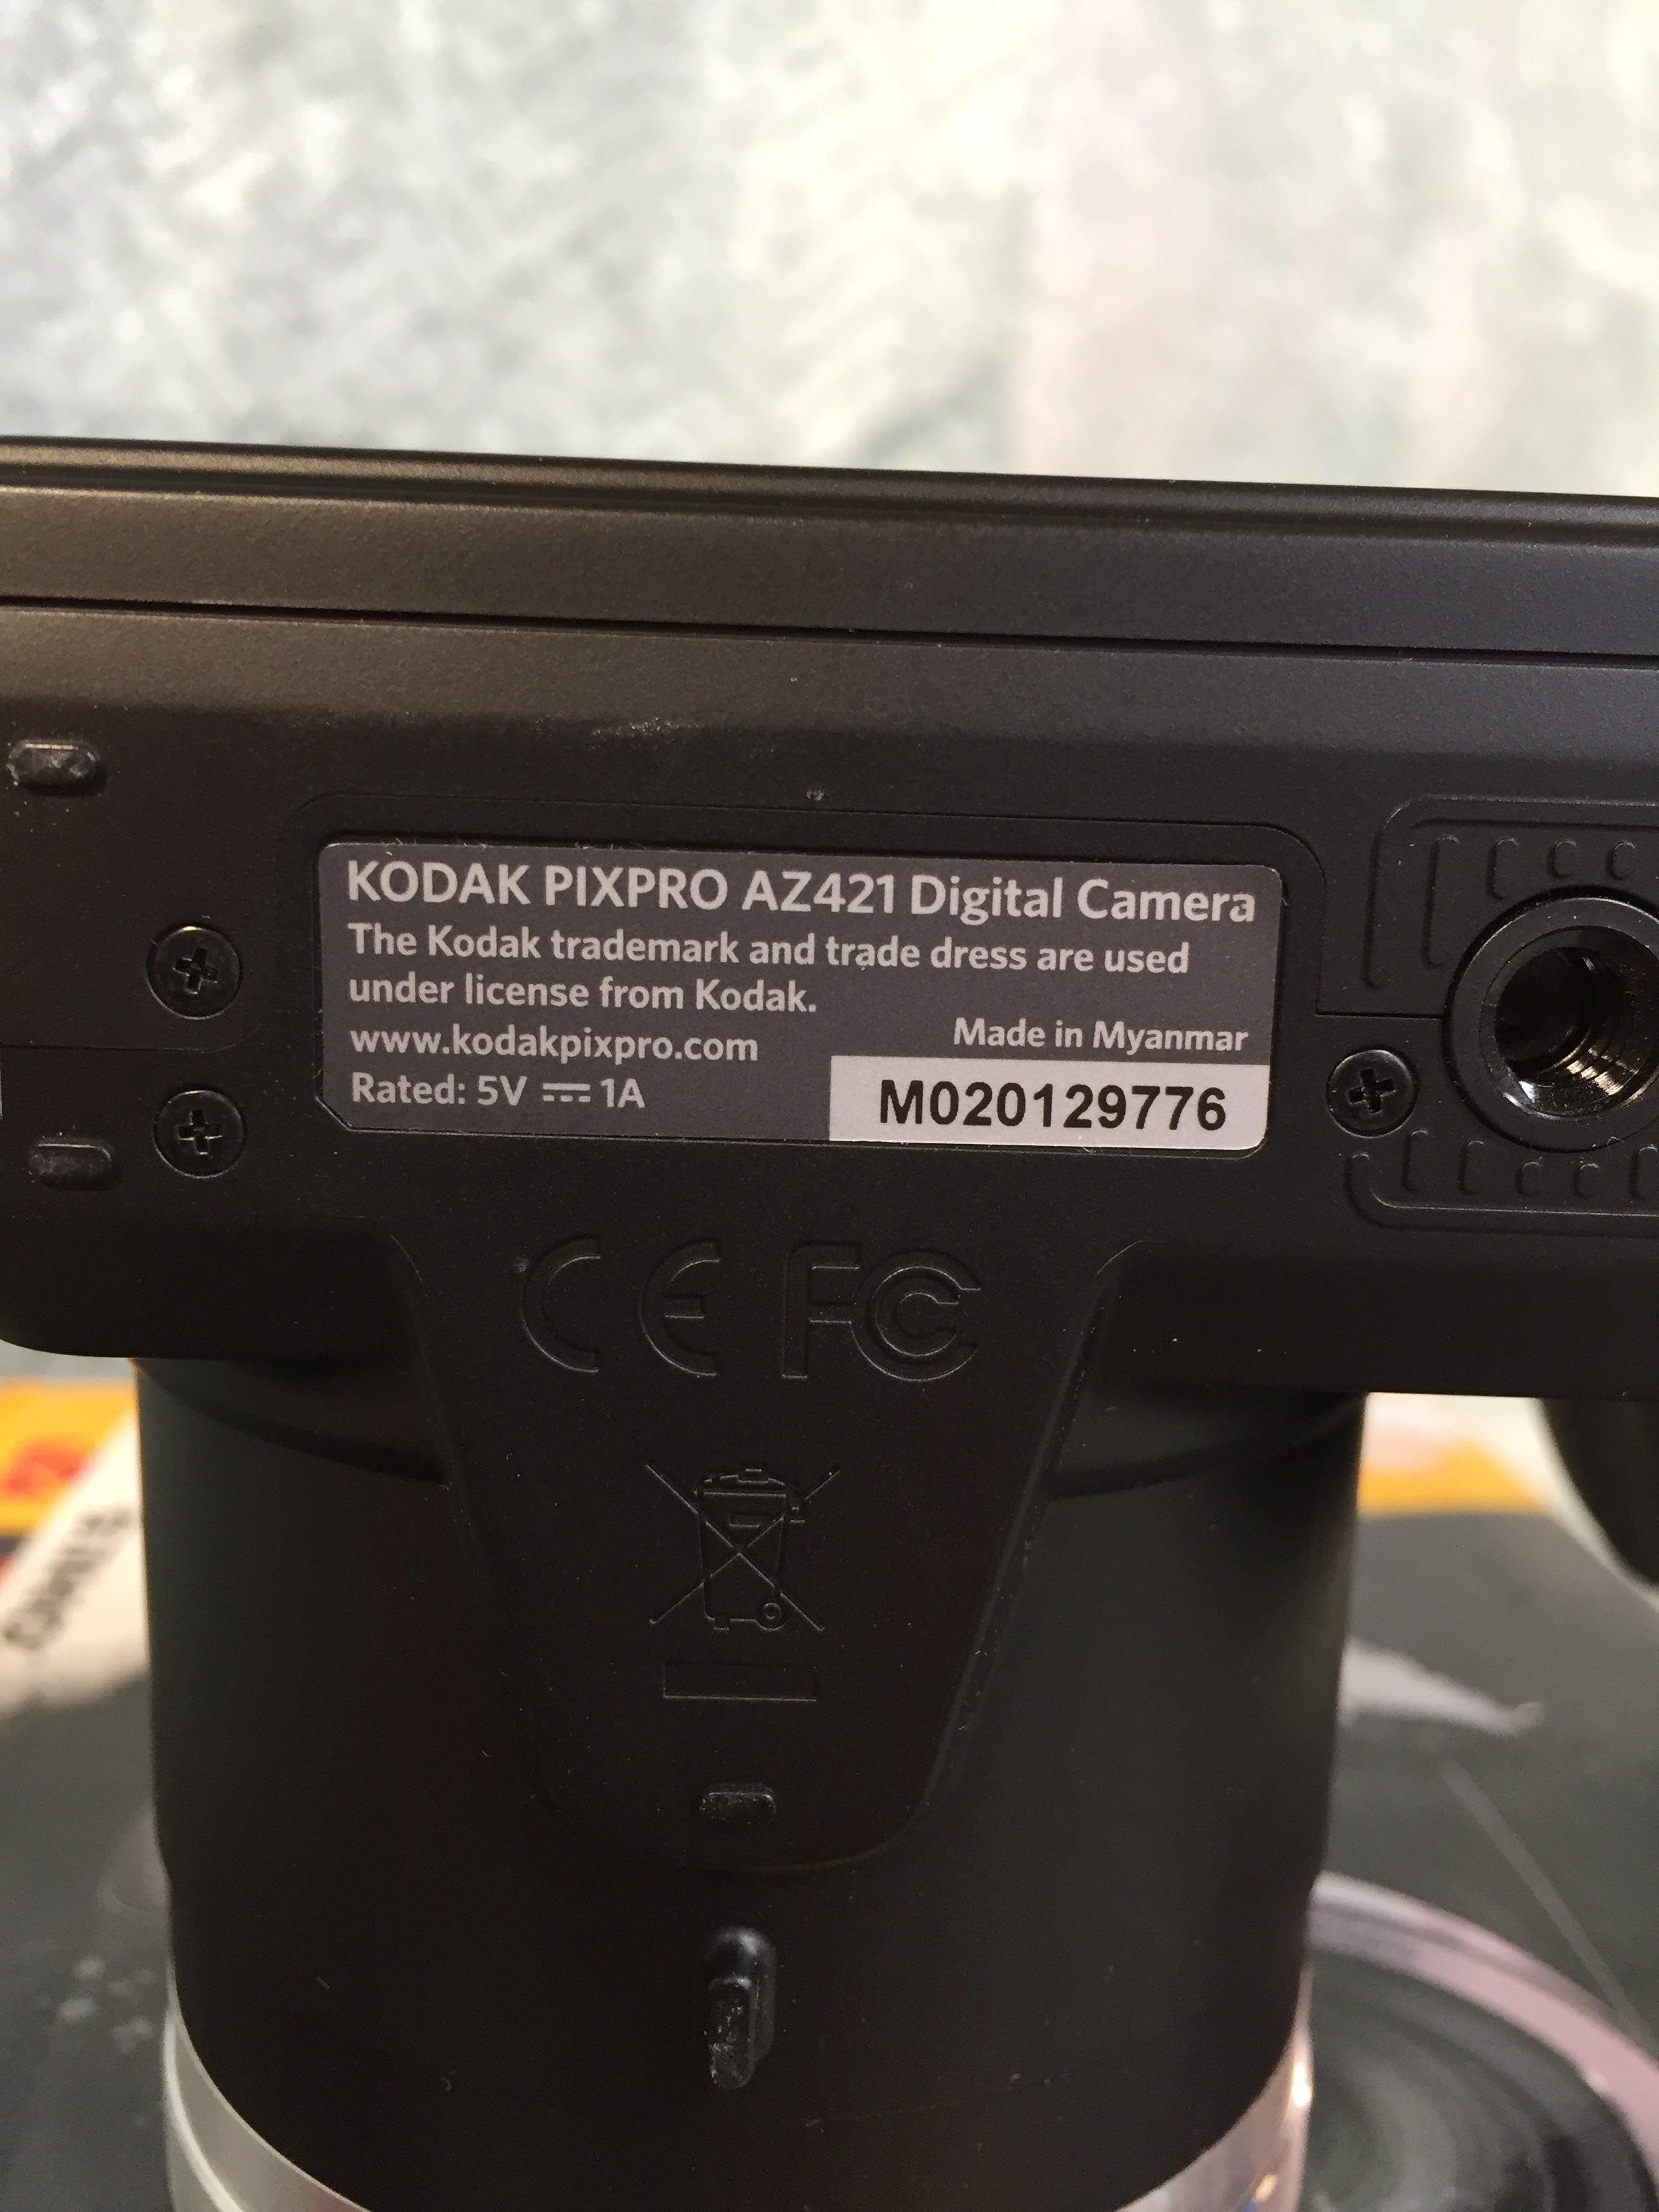 KODAK PIXPRO AZ421 Digital Camera
The Kodak trademark and trade dress are used
under license from Kodak.
www.kodakpixpro.com
Made in Myanmar
Rated: 5V ⎓ 1A
M020129776
CE FC